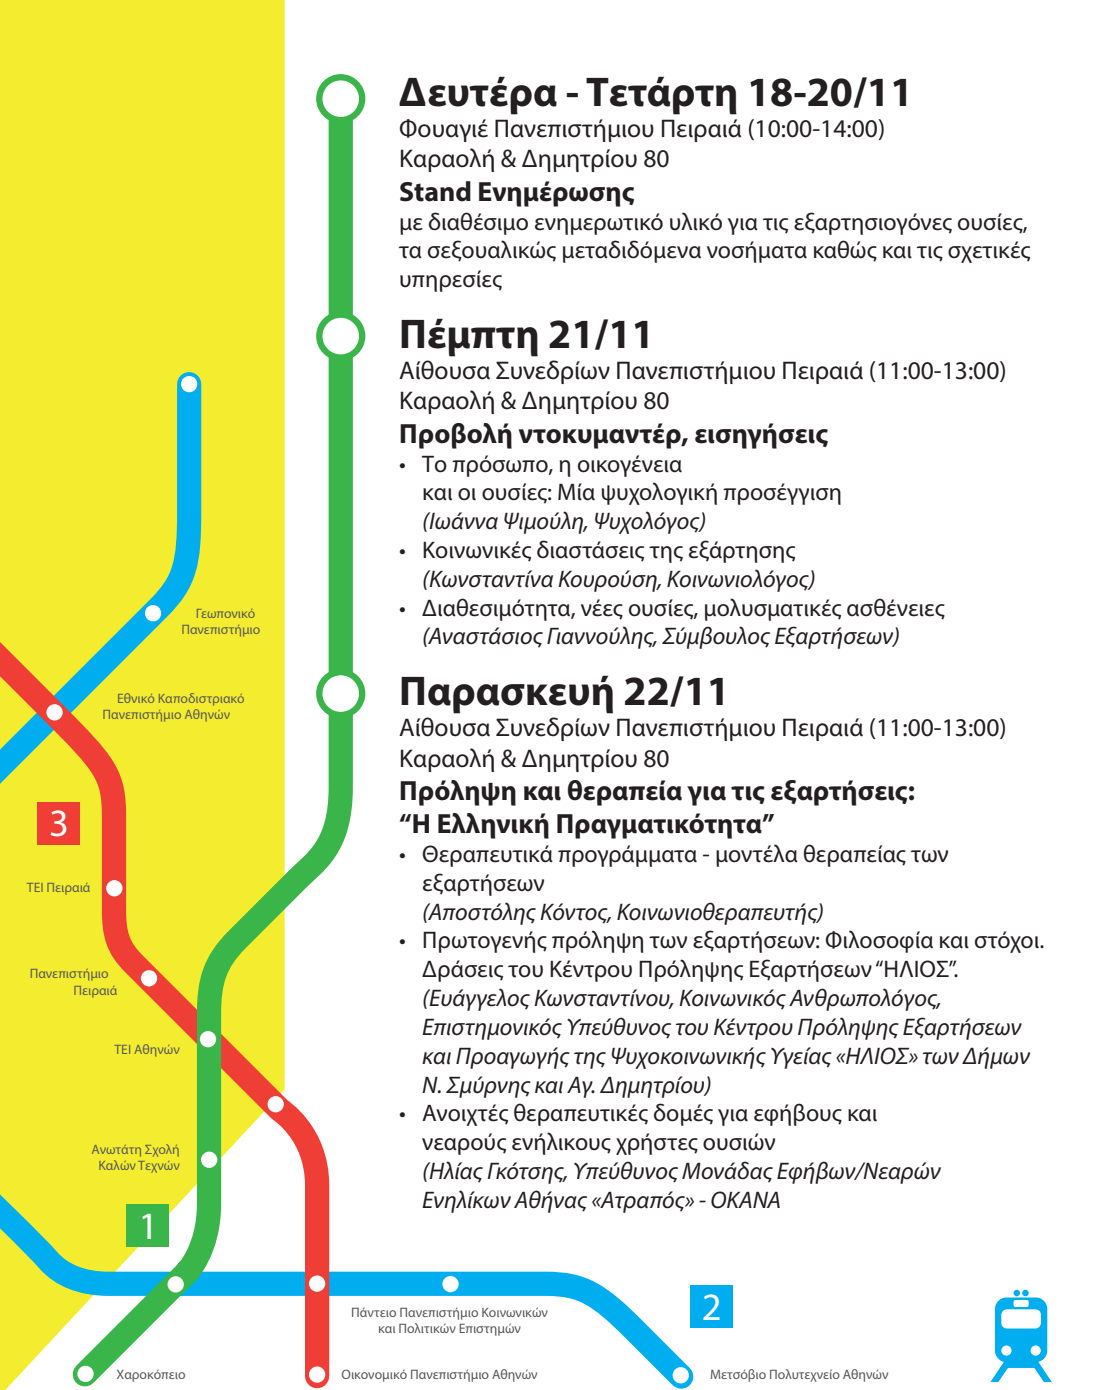 Δευτέρα - Τετάρτη 18-20/11
Φουαγιέ Πανεπιστήμιου Πειραιά (10:00-14:00)
Καραολή & Δημητρίου 80
Stand Ενημέρωσης
με διαθέσιμο ενημερωτικό υλικό για τις εξαρτησιογόνες ουσίες,
τα σεξουαλικώς μεταδιδόμενα νοσήματα καθώς και τις σχετικές
υπηρεσίες
Πέμπτη 21/11
Αίθουσα Συνεδρίων Πανεπιστήμιου Πειραιά (11:00-13:00)
Καραολή & Δημητρίου 80
Προβολή ντοκυμαντέρ, εισηγήσεις
• Το πρόσωπο, η οικογένεια
και οι ουσίες: Μία ψυχολογική προσέγγιση
(Ιωάννα Ψιμούλη, Ψυχολόγος)
• Κοινωνικές διαστάσεις της εξάρτησης
(Κωνσταντίνα Κουρούση, Κοινωνιολόγος)
• Διαθεσιμότητα, νέες ουσίες, μολυσματικές ασθένειες
(Αναστάσιος Γιαννούλης, Σύμβουλος Εξαρτήσεων)
Παρασκευή 22/11
Αίθουσα Συνεδρίων Πανεπιστήμιου Πειραιά (11:00-13:00)
Καραολή & Δημητρίου 80
Πρόληψη και θεραπεία για τις εξαρτήσεις:
“Η Ελληνική Πραγματικότητα”
• Θεραπευτικά προγράμματα - μοντέλα θεραπείας των
εξαρτήσεων
(Αποστόλης Κόντος, Κοινωνιοθεραπευτής)
• Πρωτογενής πρόληψη των εξαρτήσεων: Φιλοσοφία και στόχοι.
Δράσεις του Κέντρου Πρόληψης Εξαρτήσεων “ΗΛΙΟΣ”.
(Ευάγγελος Κωνσταντίνου, Κοινωνικός Ανθρωπολόγος,
Επιστημονικός Υπεύθυνος του Κέντρου Πρόληψης Εξαρτήσεων
και Προαγωγής της Ψυχοκοινωνικής Υγείας «ΗΛΙΟΣ» των Δήμων
Ν. Σμύρνης και Αγ. Δημητρίου)
• Ανοιχτές θεραπευτικές δομές για εφήβους και
νεαρούς ενήλικους χρήστες ουσιών
(Ηλίας Γκότσης, Υπεύθυνος Μονάδας Εφήβων/Νεαρών
Ενηλίκων Αθήνας «Ατραπός» - ΟΚΑΝΑ
Γεωπονικό
Πανεπιστήμιο
Εθνικό Καποδιστριακό
Πανεπιστήμιο Αθηνών
3
ΤΕΙ Πειραιά
Πανεπιστήμιο
Πειραιά
ΤΕΙ Αθηνών
Ανωτάτη Σχολή
Καλών Τεχνών
1
Πάντειο Πανεπιστήμιο Κοινωνικών
και Πολιτικών Επιστημών
2
Χαροκόπειο
Οικονομικό Πανεπιστήμιο Αθηνών
Μετσόβιο Πολυτεχνείο Αθηνών